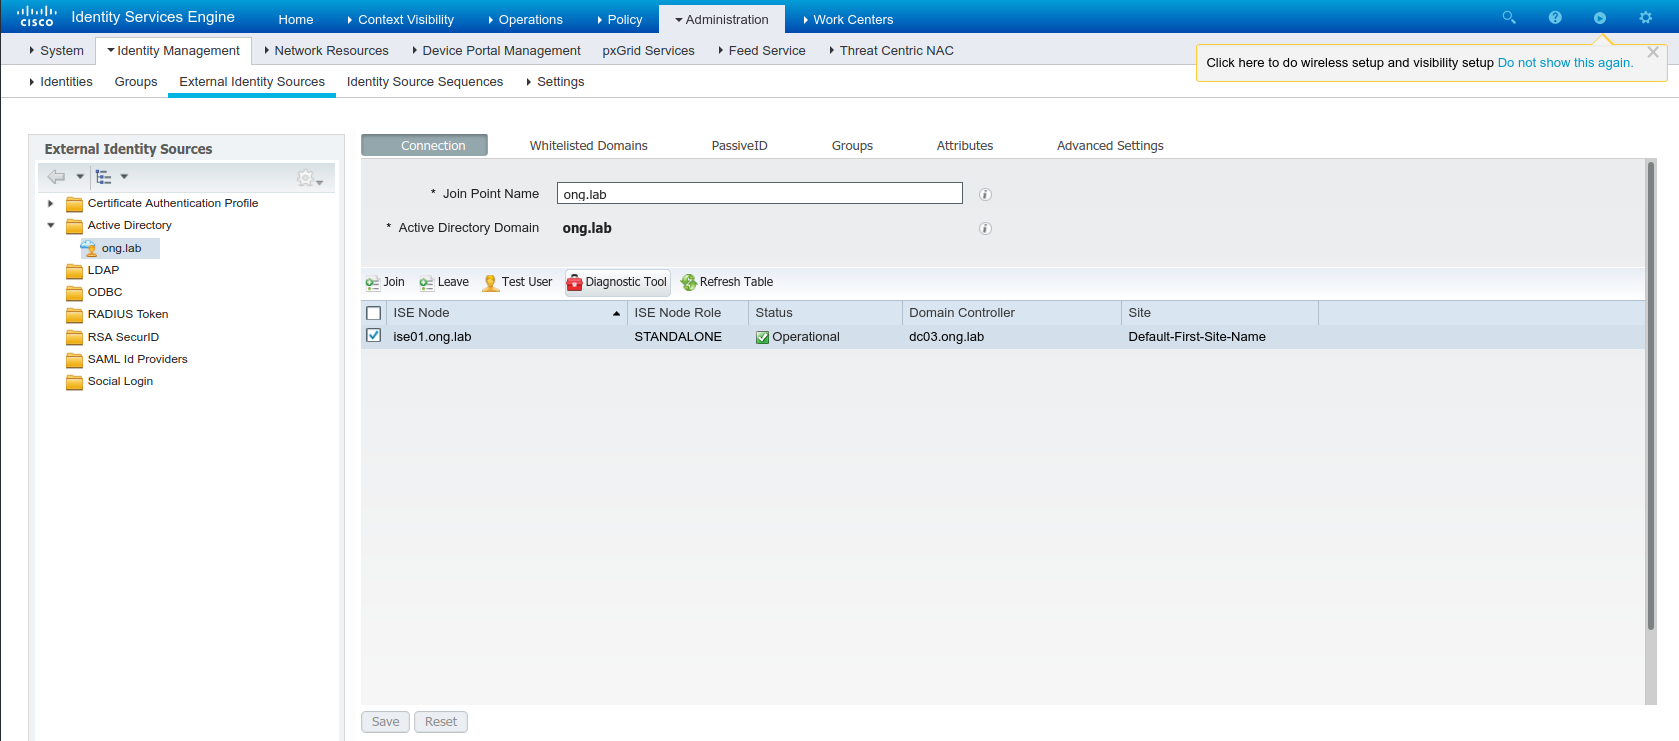 cisco Identity Services Engine Home Context Visibility Operations Policy Administration Work Centers
System Identity Management Network Resources Device Portal Management pxGrid Services Feed Service Threat Centric NAC
Click here to do wireless setup and visibility setup Do not show this again.
Identities Groups External Identity Sources Identity Source Sequences Settings
External Identity Sources
Certificate Authentication Profile
Active Directory
ong.lab
LDAP
ODBC
RADIUS Token
RSA SecurID
SAML Id Providers
Social Login
Connection Whitelisted Domains PassiveID Groups Attributes Advanced Settings
* Join Point Name ong.lab
* Active Directory Domain ong.lab
Join Leave Test User Diagnostic Tool Refresh Table
ISE Node ISE Node Role Status Domain Controller Site
ise01.ong.lab STANDALONE Operational dc03.ong.lab Default-First-Site-Name
Save Reset